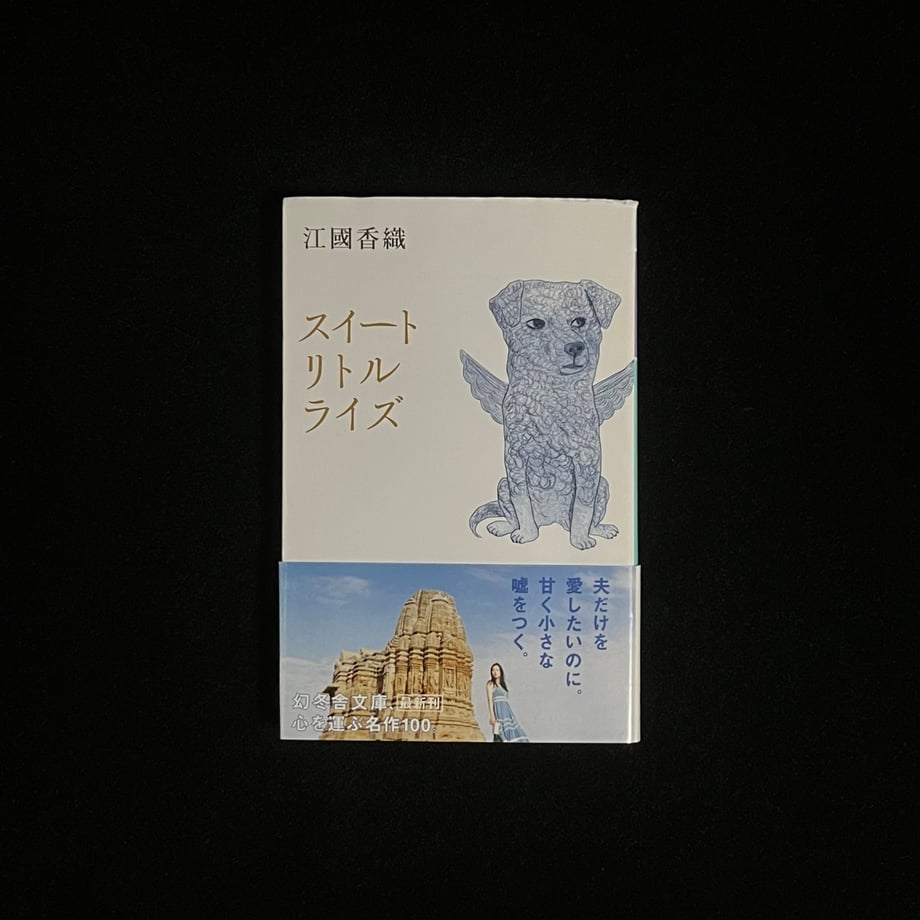 江國香織
スイート
リトル
ライズ
夫だけを
愛したいのに。
甘く小さな
嘘をつく。
幻冬舎文庫 最新刊
心を運ぶ名作100。